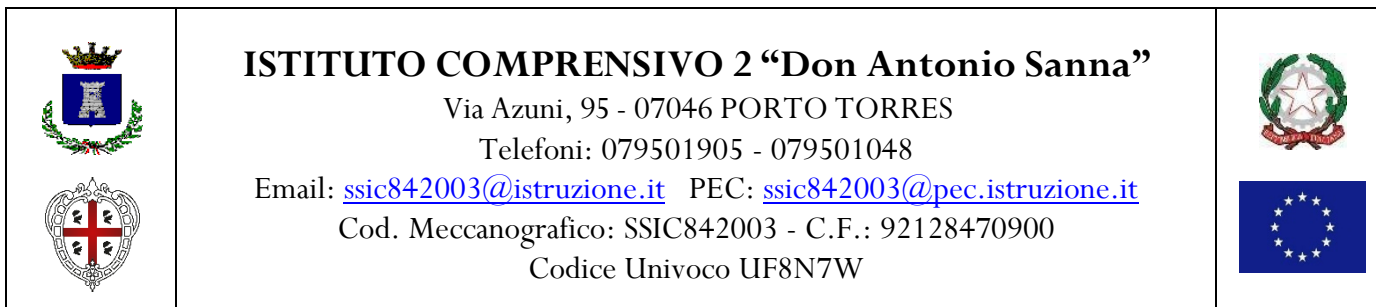 ISTITUTO COMPRENSIVO 2 “Don Antonio Sanna”
Via Azuni, 95 - 07046 PORTO TORRES
Telefoni: 079501905 - 079501048
Email: ssic842003@istruzione.it PEC: ssic842003@pec.istruzione.it
Cod. Meccanografico: SSIC842003 - C.F.: 92128470900
Codice Univoco UF8N7W